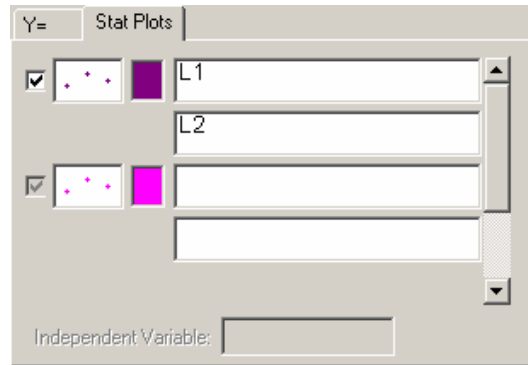 Y= Stat Plots
L1
L2
Independent Variable: